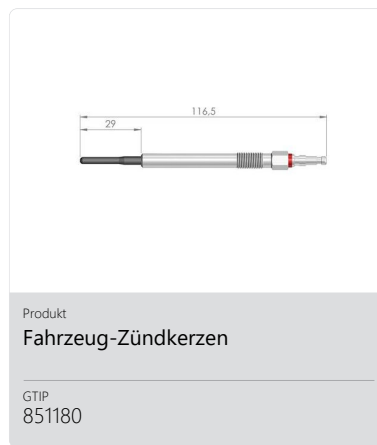 116,5
29
Produkt
Fahrzeug-Zündkerzen
GTIP
851180